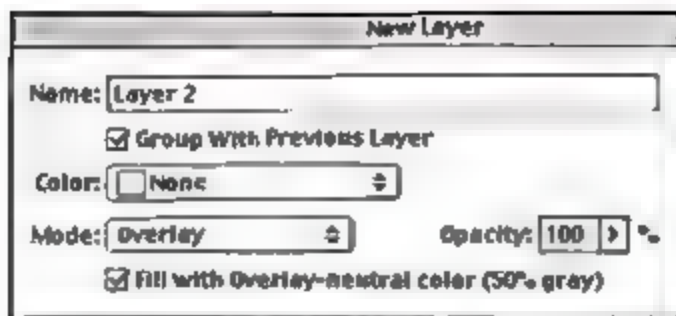 New Layer
Name: Layer 2
Group With Previous Layer
Color: None
Mode: Overlay Opacity: 100 %
Fill with Overlay-neutral color (50% gray)